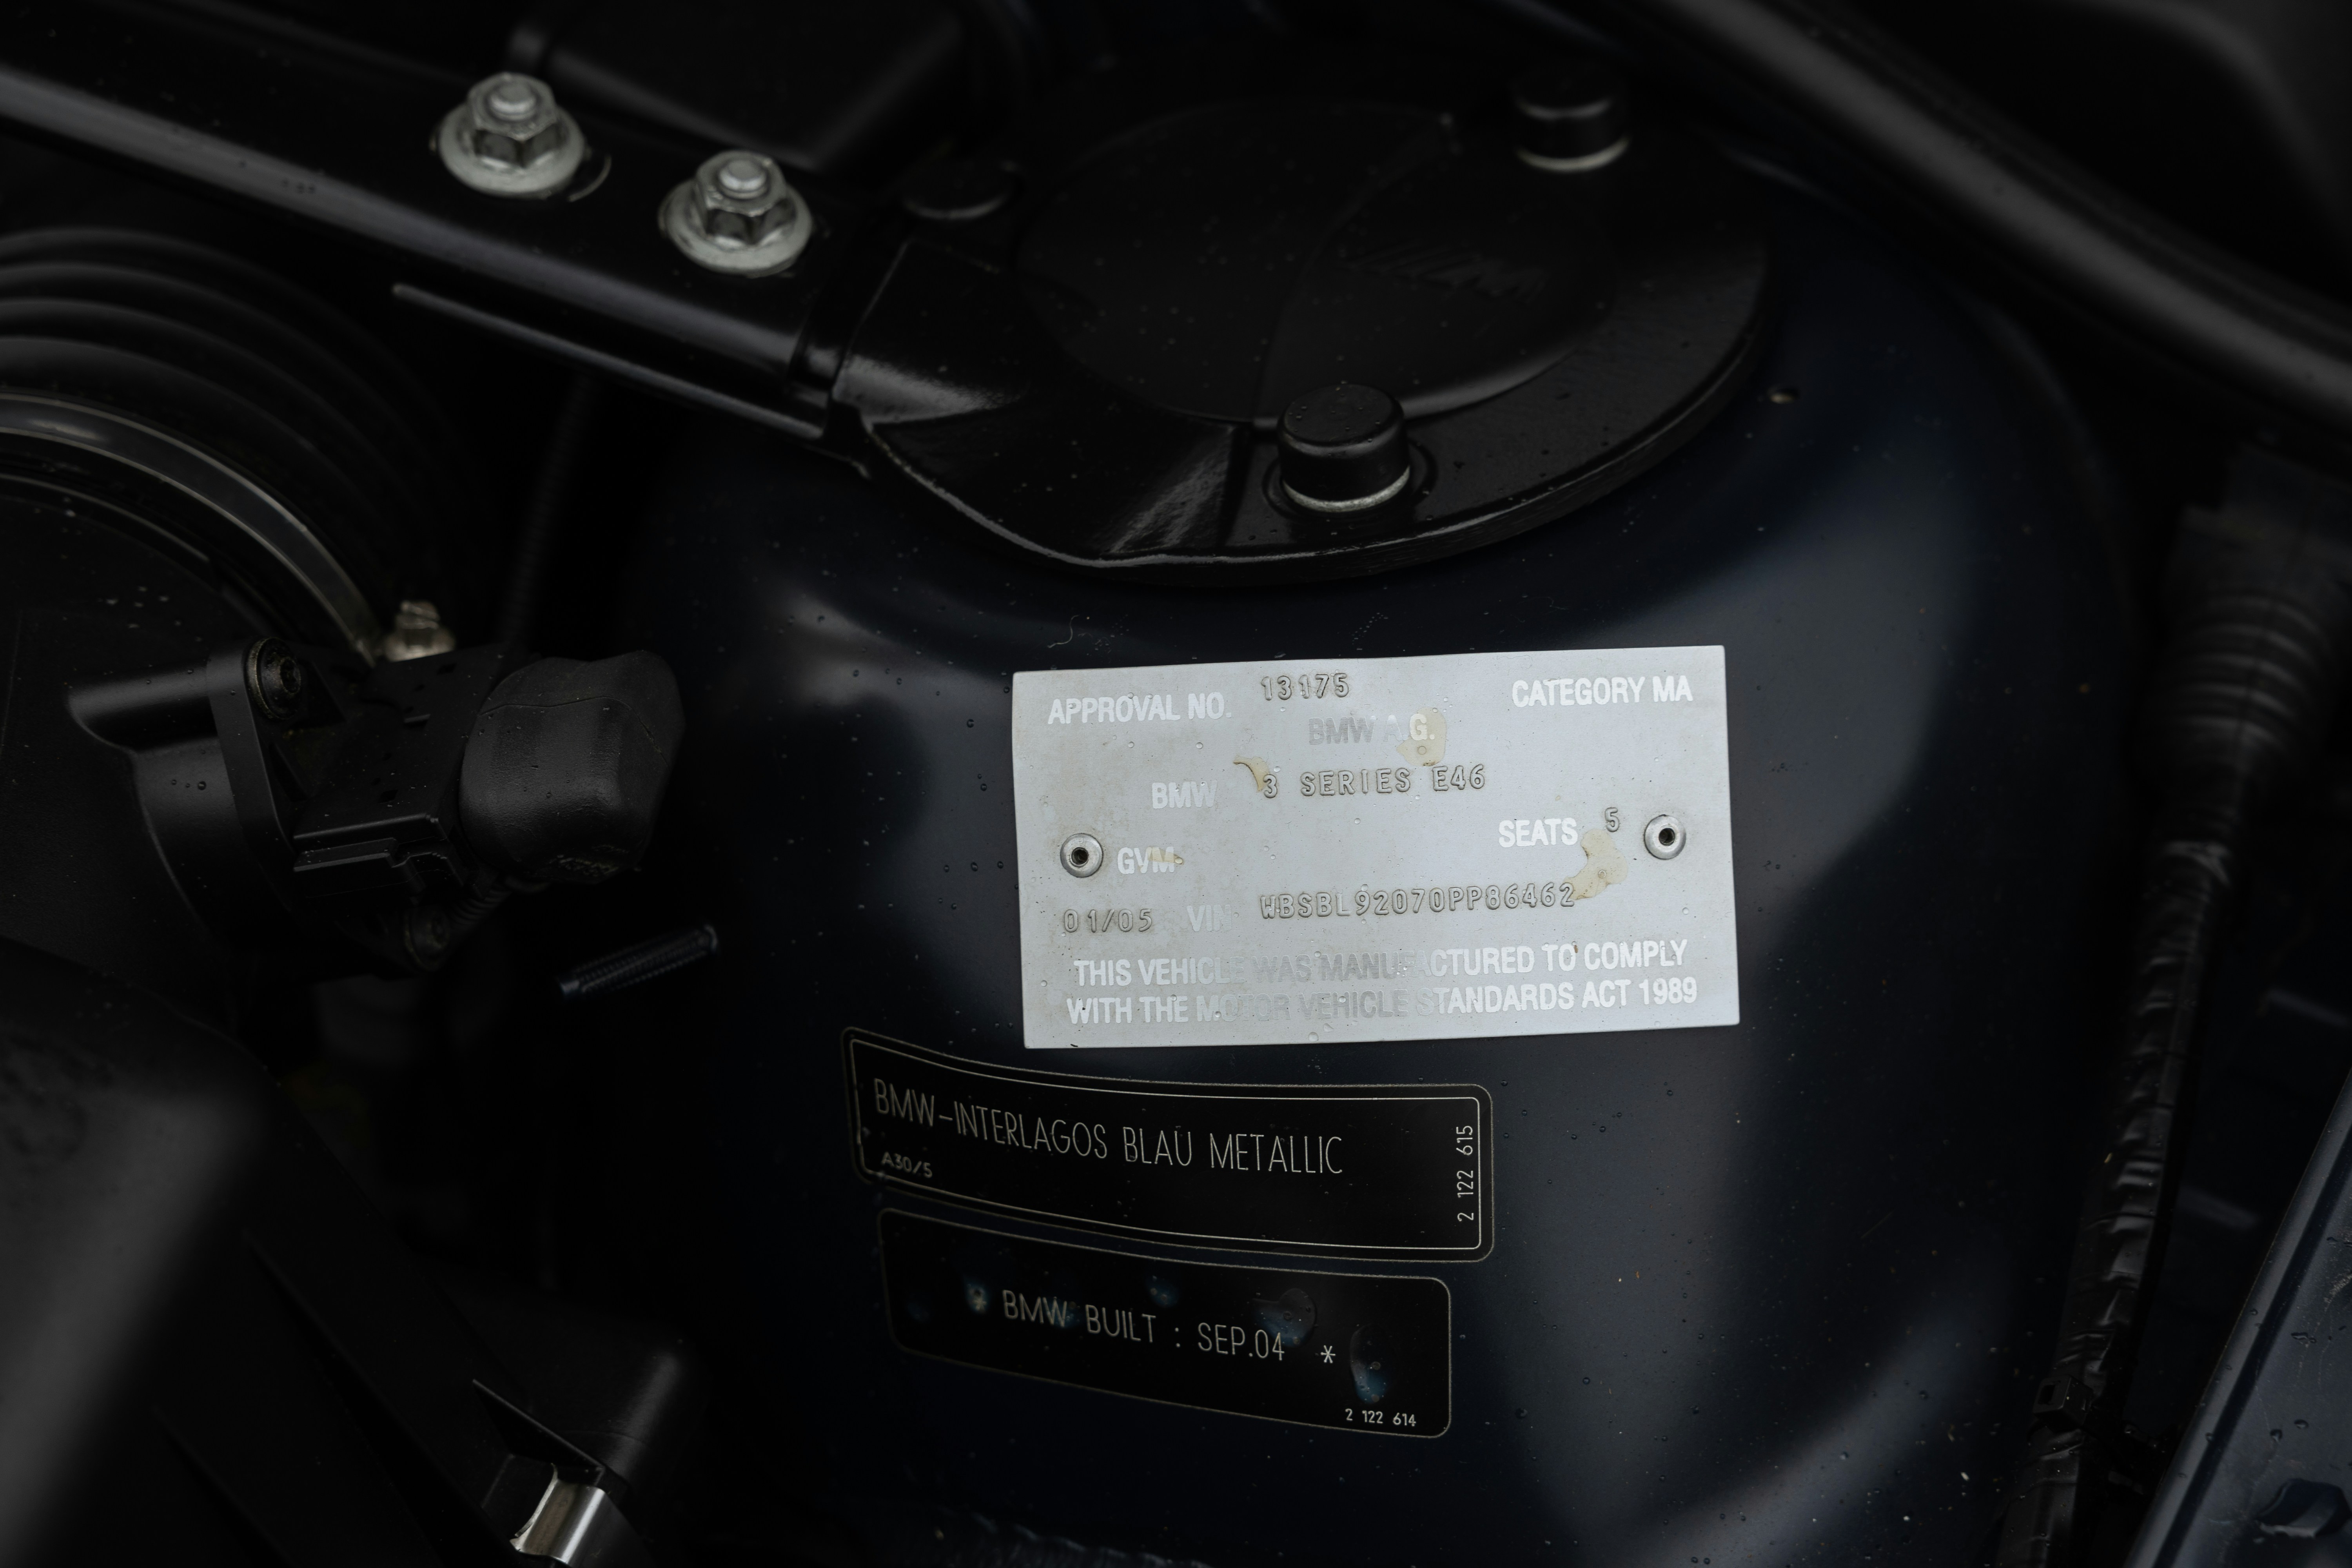 APPROVAL NO. 13175 CATEGORY MA
BMW A.G.
BMW 3 SERIES E46
SEATS 5
GVM
01/05 VIN WBSBL92070PP86462
THIS VEHICLE WAS MANUFACTURED TO COMPLY
WITH THE MOTOR VEHICLE STANDARDS ACT 1989
BMW-INTERLAGOS BLAU METALLIC
A30/5
2 122 615
* BMW BUILT : SEP.04 *
2 122 614